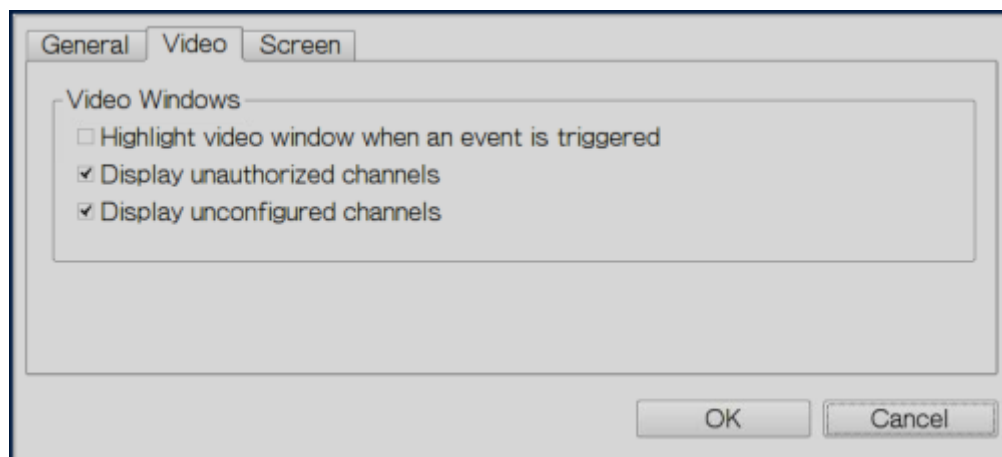 General Video Screen
Video Windows
Highlight video window when an event is triggered
Display unauthorized channels
Display unconfigured channels
OK Cancel